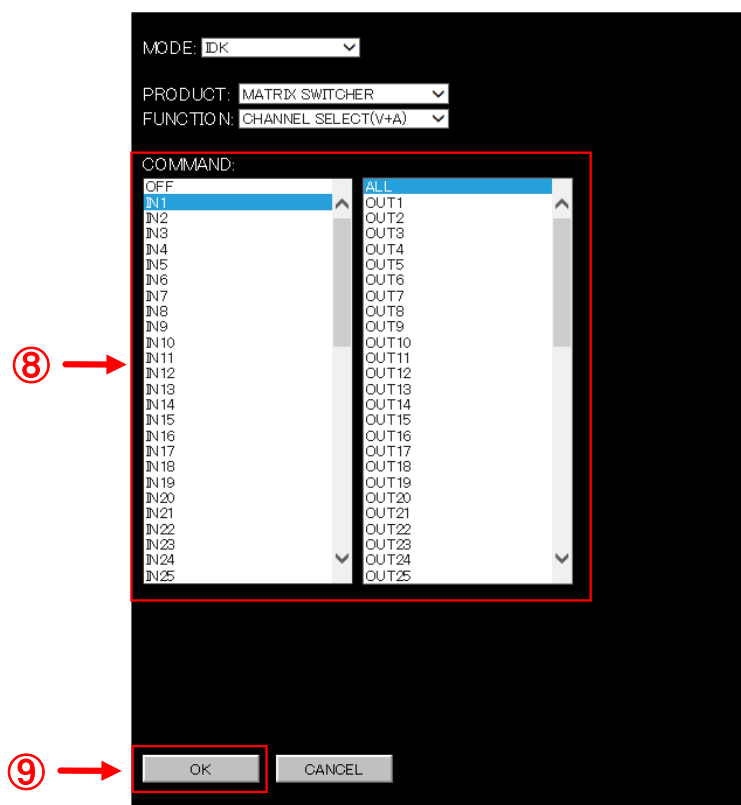 MODE: IDK
PRODUCT: MATRIX SWITCHER
FUNCTION: CHANNEL SELECT(V+A)
COMMAND:
OFF
IN1
IN2
IN3
IN4
IN5
IN6
IN7
IN8
IN9
IN10
IN11
IN12
IN13
IN14
IN15
IN16
IN17
IN18
IN19
IN20
IN21
IN22
IN23
IN24
IN25
ALL
OUT1
OUT2
OUT3
OUT4
OUT5
OUT6
OUT7
OUT8
OUT9
OUT10
OUT11
OUT12
OUT13
OUT14
OUT15
OUT16
OUT17
OUT18
OUT19
OUT20
OUT21
OUT22
OUT23
OUT24
OUT25
⑧
⑨
OK CANCEL